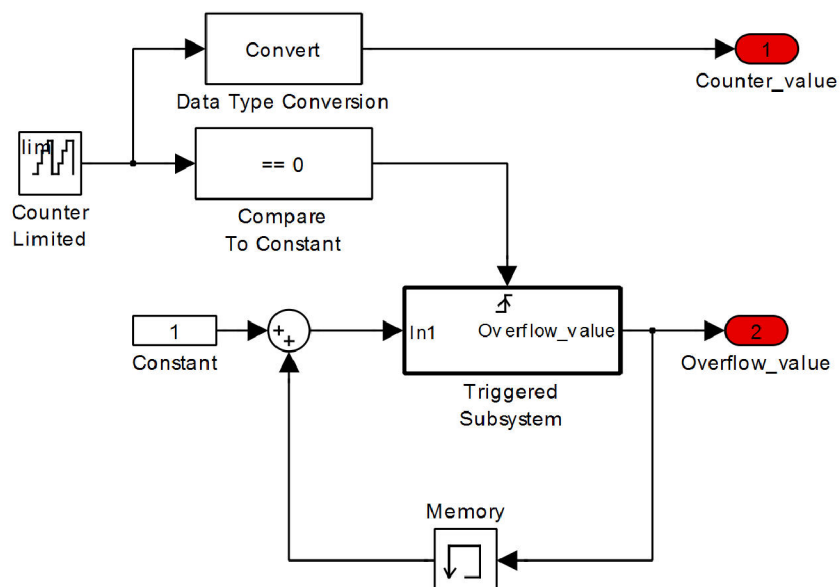 Convert
1
Data Type Conversion
Counter_value
lim
== 0
Counter
Limited
Compare
To Constant
1
In1
Overflow_value
2
Constant
Overflow_value
Triggered
Subsystem
Memory